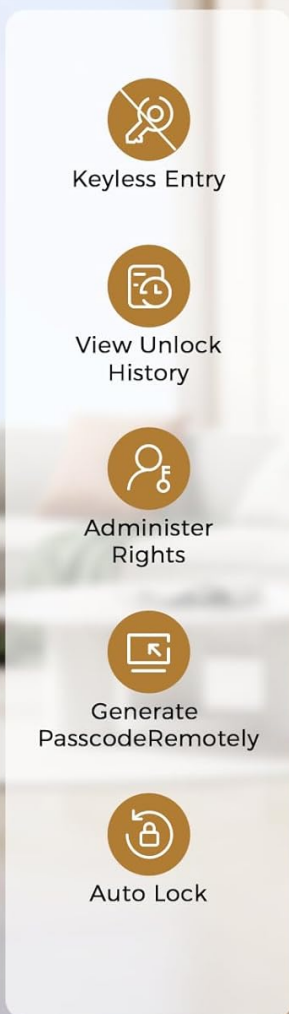 Keyless Entry
View Unlock
History
Administer
Rights
Generate
PasscodeRemotely
Auto Lock